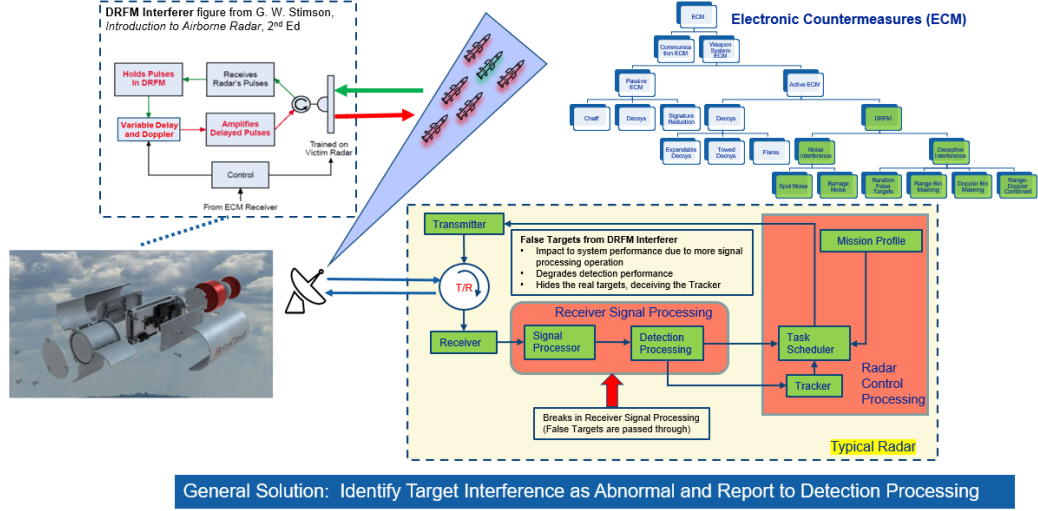 DRFM Interferer figure from G. W. Stimson,
Introduction to Airborne Radar, 2nd Ed
Holds Pulses
In DRFM
Receives
Radar's Pulses
Variable Delay
and Doppler
Amplifies
Delayed Pulses
Trained on
Victim Radar
Control
From ECM Receiver
Electronic Countermeasures (ECM)
ECM
Communica
tion ECM
Weapon
System
ECM
Passive
ECM
Active ECM
Chaff
Decoys
Signature
Reduction
Decoys
DRFM
Expendable
Decoys
Towed
Decoys
Flares
Noise
Interference
Deceptive
Interference
Spot Noise
Barrage
Noise
Random
False
Targets
Range Bin
Masking
Doppler Bin
Masking
Range-
Doppler
Combined
Transmitter
False Targets from DRFM Interferer
• Impact to system performance due to more signal
processing operation
• Degrades detection performance
• Hides the real targets, deceiving the Tracker
Mission Profile
T/R
Receiver Signal Processing
Receiver
Signal
Processor
Detection
Processing
Task
Scheduler
Radar
Control
Processing
Tracker
Breaks in Receiver Signal Processing
(False Targets are passed through)
Typical Radar
General Solution: Identify Target Interference as Abnormal and Report to Detection Processing